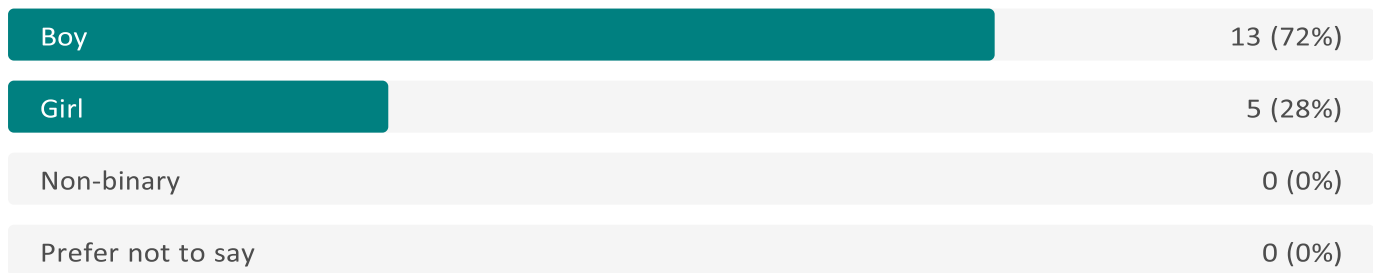 Boy 13 (72%)
Girl 5 (28%)
Non-binary 0 (0%)
Prefer not to say 0 (0%)